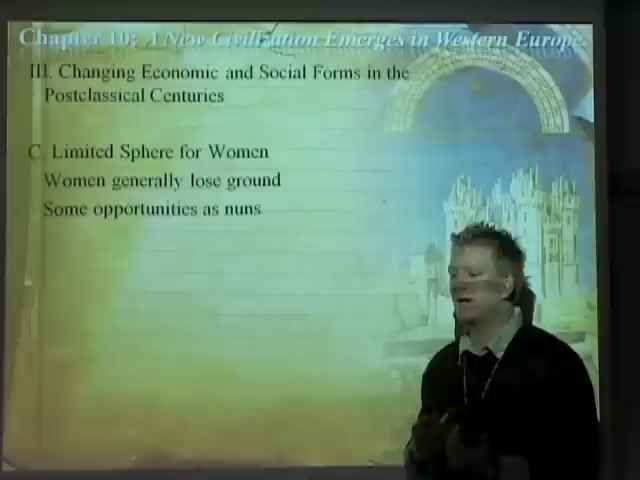 Chapter 10: A New Civilization Emerges in Western Europe
III. Changing Economic and Social Forms in the
Postclassical Centuries
C. Limited Sphere for Women
Women generally lose ground
Some opportunities as nuns